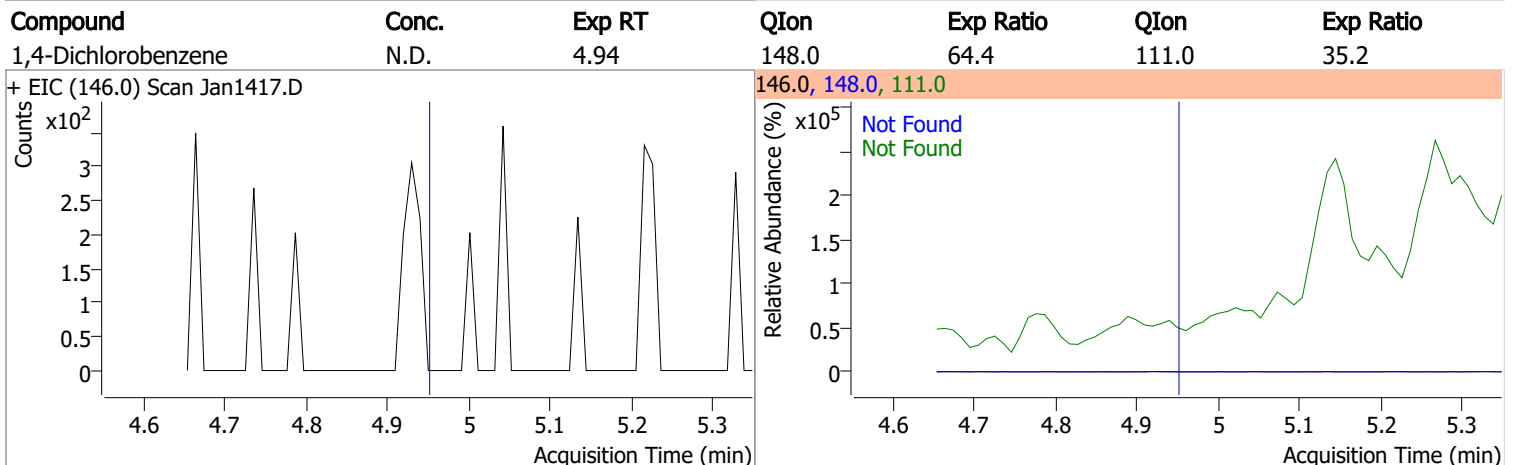 Compound Conc. Exp RT QIon Exp Ratio QIon Exp Ratio
1,4-Dichlorobenzene N.D. 4.94 148.0 64.4 111.0 35.2
+ EIC (146.0) Scan Jan1417.D
Counts
x10²
3
2.5
2
1.5
1
0.5
0
4.6 4.7 4.8 4.9 5 5.1 5.2 5.3
Acquisition Time (min)
146.0, 148.0, 111.0
Relative Abundance (%)
x10⁵
Not Found
Not Found
2
1.5
1
0.5
0
4.6 4.7 4.8 4.9 5 5.1 5.2 5.3
Acquisition Time (min)